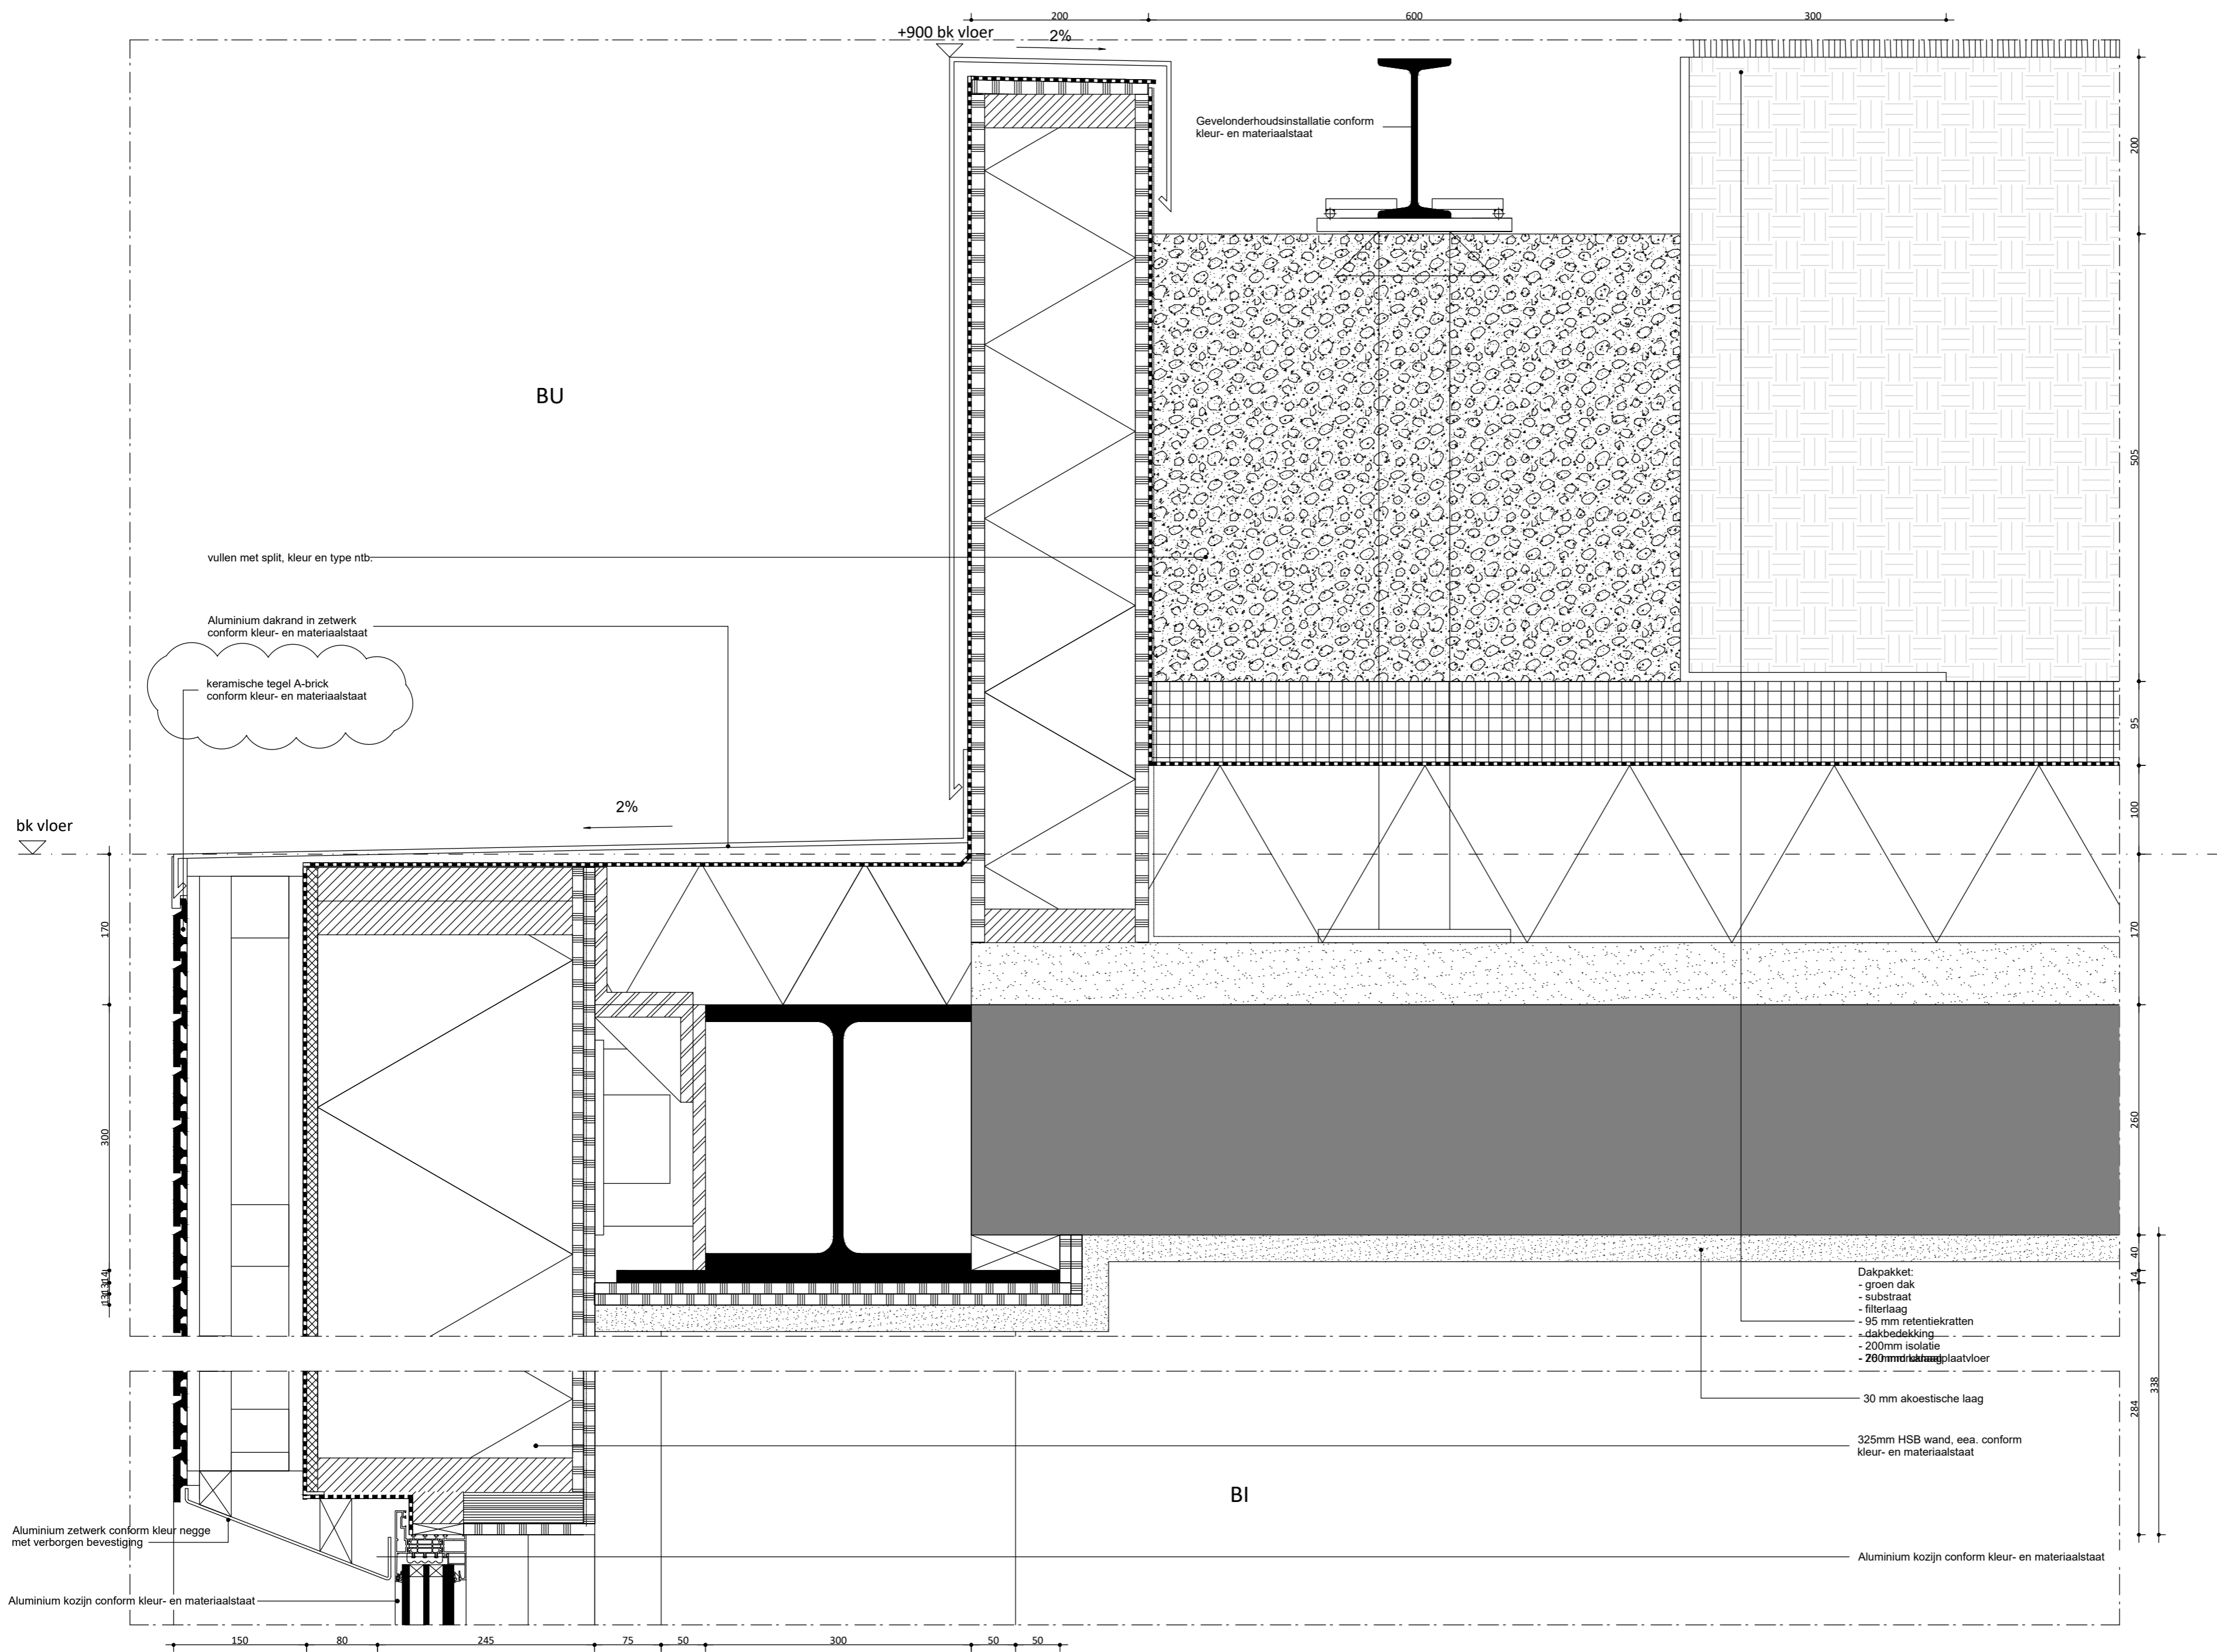 200
600
300
+900 bk vloer
2%
Gevelonderhoudsinstallatie conform
kleur- en materiaalstaat
200
BU
505
vullen met split, kleur en type ntb.
Aluminium dakrand in zetwerk
conform kleur- en materiaalstaat
keramische tegel A-brick
conform kleur- en materiaalstaat
95
2%
100
bk vloer
170
170
300
260
40
14
Dakpakket:
- groen dak
- substraat
- filterlaag
- 95 mm retentiekratten
- dakbedekking
- 200mm isolatie
338
30 mm akoestische laag
284
325mm HSB wand, eea. conform
kleur- en materiaalstaat
BI
Aluminium zetwerk conform kleur negge
met verborgen bevestiging
Aluminium kozijn conform kleur- en materiaalstaat
Aluminium kozijn conform kleur- en materiaalstaat
150
80
245
75
50
300
50
50